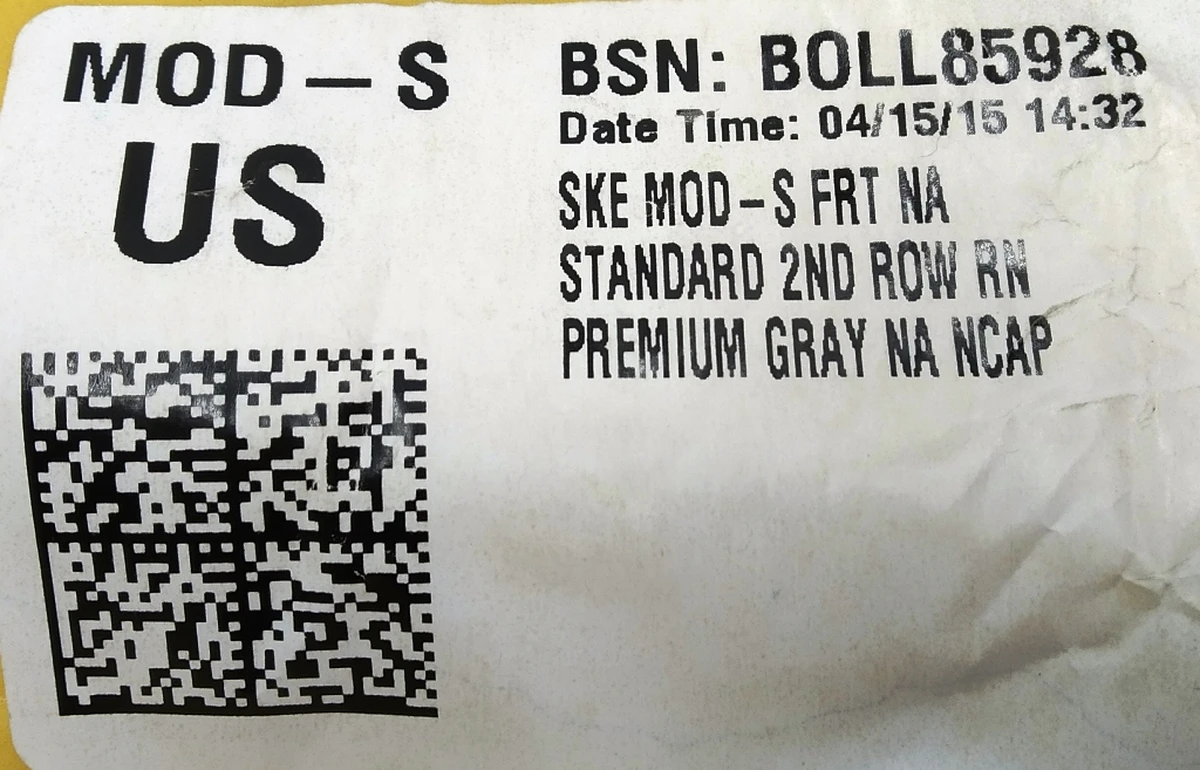 MOD-S
US
BSN: BOLL85928
Date Time: 04/15/15 14:32
SKE MOD-S FRT NA
STANDARD 2ND ROW RN
PREMIUM GRAY NA NCAP